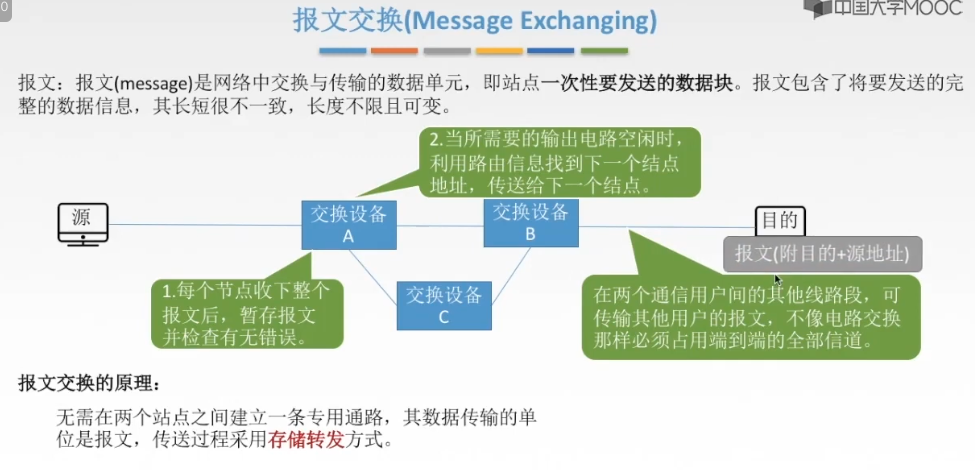 0
中国大学MOOC
报文交换(Message Exchanging)
报文：报文(message)是网络中交换与传输的数据单元，即站点一次性要发送的数据块。报文包含了将要发送的完
整的数据信息，其长短很不一致，长度不限且可变。
2.当所需要的输出电路空闲时，
利用路由信息找到下一个结点
地址，传送给下一个结点。
源
交换设备
A
交换设备
B
目的
报文(附目的+源地址)
1.每个节点收下整个
报文后，暂存报文
并检查有无错误。
交换设备
C
在两个通信用户间的其他线路段，可
传输其他用户的报文，不像电路交换
那样必须占用端到端的全部信道。
报文交换的原理：
无需在两个站点之间建立一条专用通路，其数据传输的单
位是报文，传送过程采用存储转发方式。